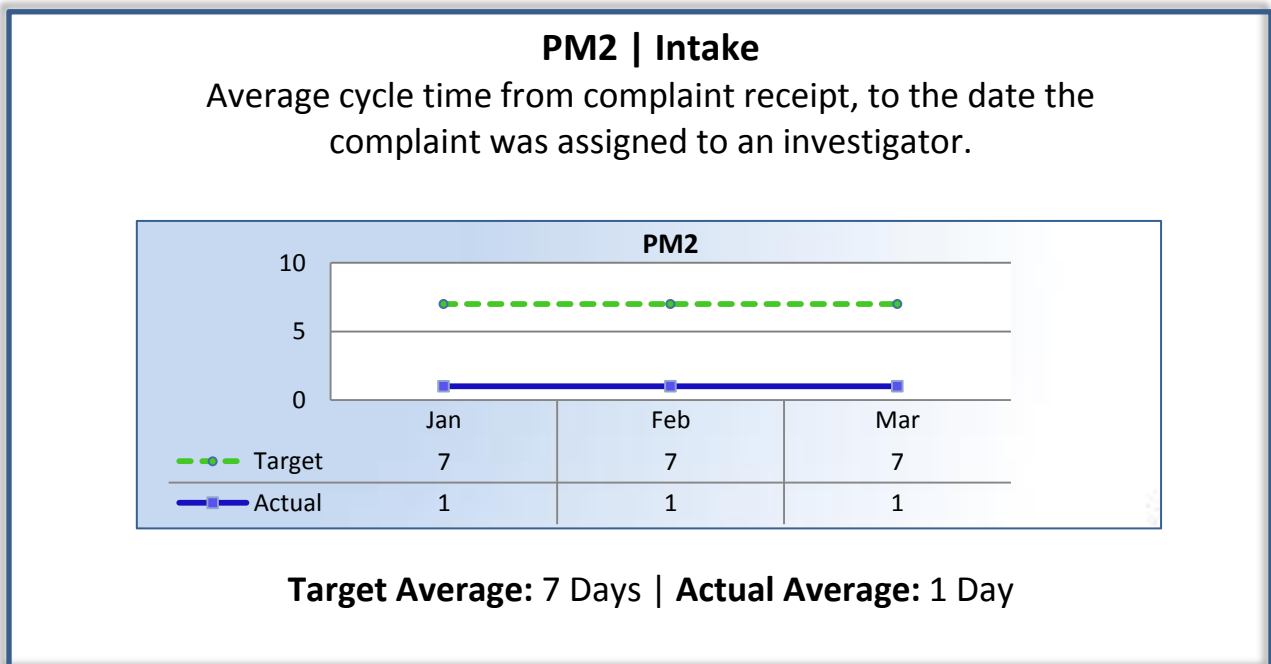 PM2 | Intake
Average cycle time from complaint receipt, to the date the
complaint was assigned to an investigator.
PM2
10
5
0
Jan Feb Mar
Target 7 7 7
Actual 1 1 1
Target Average: 7 Days | Actual Average: 1 Day